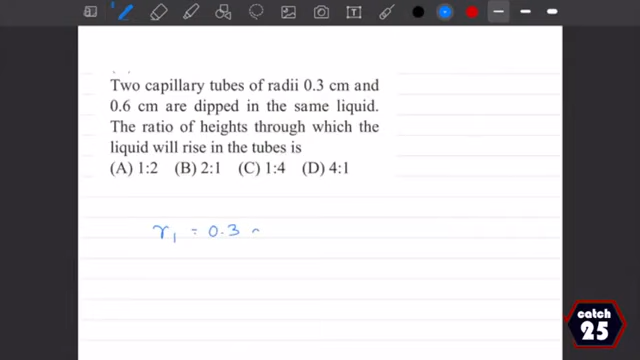 Two capillary tubes of radii 0.3 cm and
0.6 cm are dipped in the same liquid.
The ratio of heights through which the
liquid will rise in the tubes is
(A) 1:2 (B) 2:1 (C) 1:4 (D) 4:1
r₁ = 0.3
catch
25